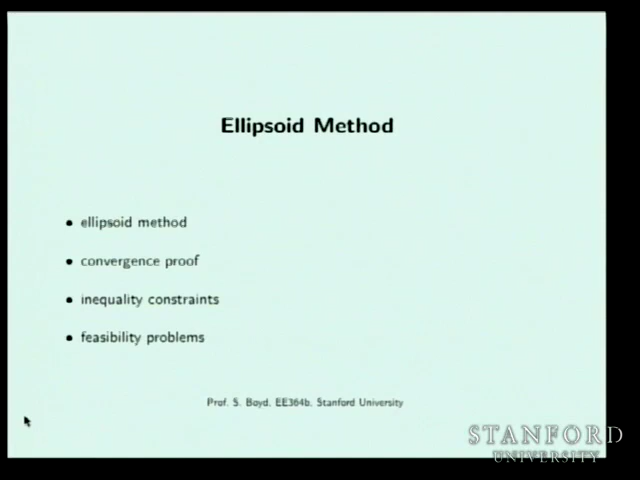 Ellipsoid Method
• ellipsoid method
• convergence proof
• inequality constraints
• feasibility problems
Prof. S. Boyd, EE364b, Stanford University
STANFORD
UNIVERSITY